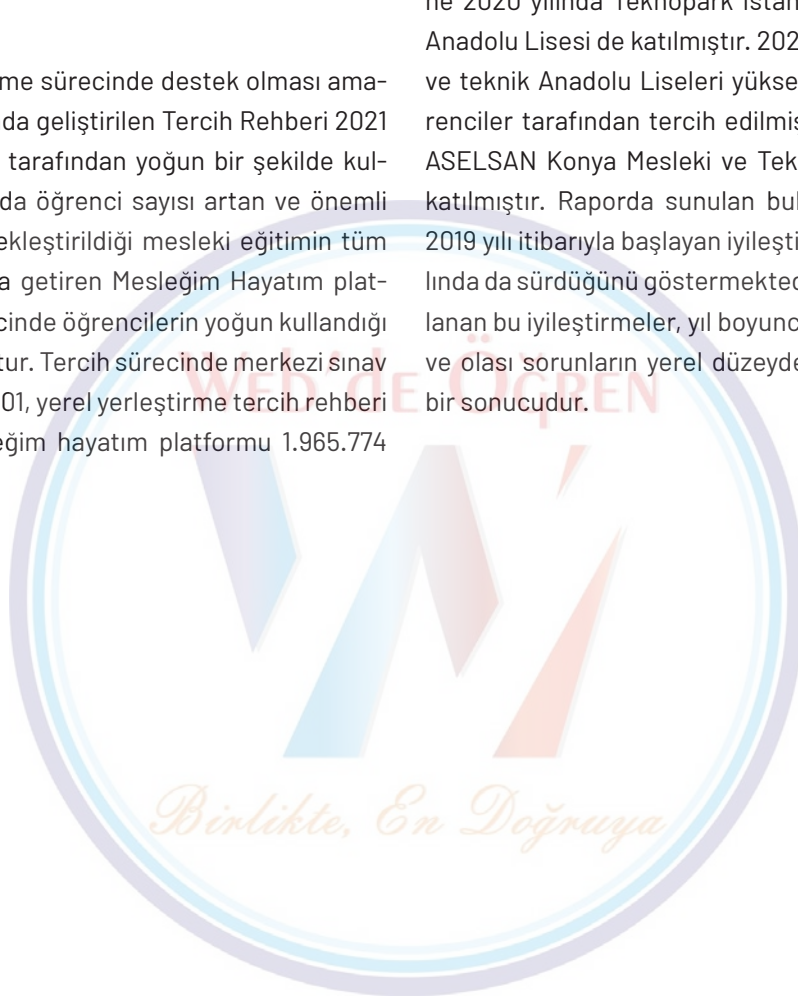 me sürecinde destek olması ama-
da geliştirilen Tercih Rehberi 2021
tarafından yoğun bir şekilde kul-
da öğrenci sayısı artan ve önemli
ekleştirildiği mesleki eğitimin tüm
a getiren Mesleğim Hayatım plat-
cinde öğrencilerin yoğun kullandığı
tur. Tercih sürecinde merkezi sınav
01, yerel yerleştirme tercih rehberi
eğim hayatım platformu 1.965.774
ne 2020 yılında Teknopark İstan
Anadolu Lisesi de katılmıştır. 202
ve teknik Anadolu Liseleri yükse
renciler tarafından tercih edilmiş
ASELSAN Konya Mesleki ve Tek
katılmıştır. Raporda sunulan bul
2019 yılı itibarıyla başlayan iyileşti
lında da sürdüğünü göstermekted
lanan bu iyileştirmeler, yıl boyunc
ve olası sorunların yerel düzeyde
bir sonucudur.
Web'de ÖĞREN
Birlikte, En Doğruya